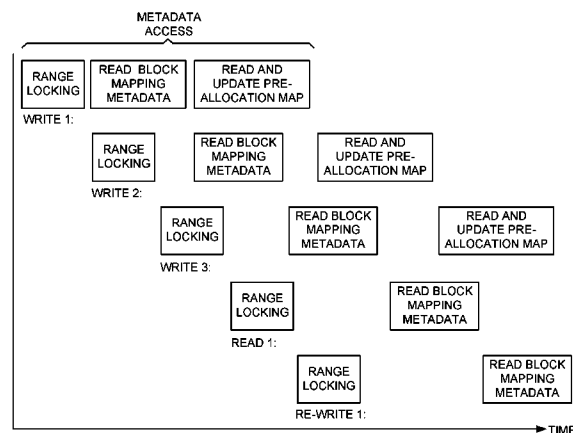 METADATA
ACCESS
RANGE
LOCKING
READ BLOCK
MAPPING
METADATA
READ AND
UPDATE PRE-
ALLOCATION MAP
WRITE 1:
RANGE
LOCKING
READ BLOCK
MAPPING
METADATA
READ AND
UPDATE PRE-
ALLOCATION MAP
WRITE 2:
RANGE
LOCKING
READ BLOCK
MAPPING
METADATA
READ AND
UPDATE PRE-
ALLOCATION MAP
WRITE 3:
RANGE
LOCKING
READ BLOCK
MAPPING
METADATA
READ 1:
RANGE
LOCKING
READ BLOCK
MAPPING
METADATA
RE-WRITE 1:
TIME